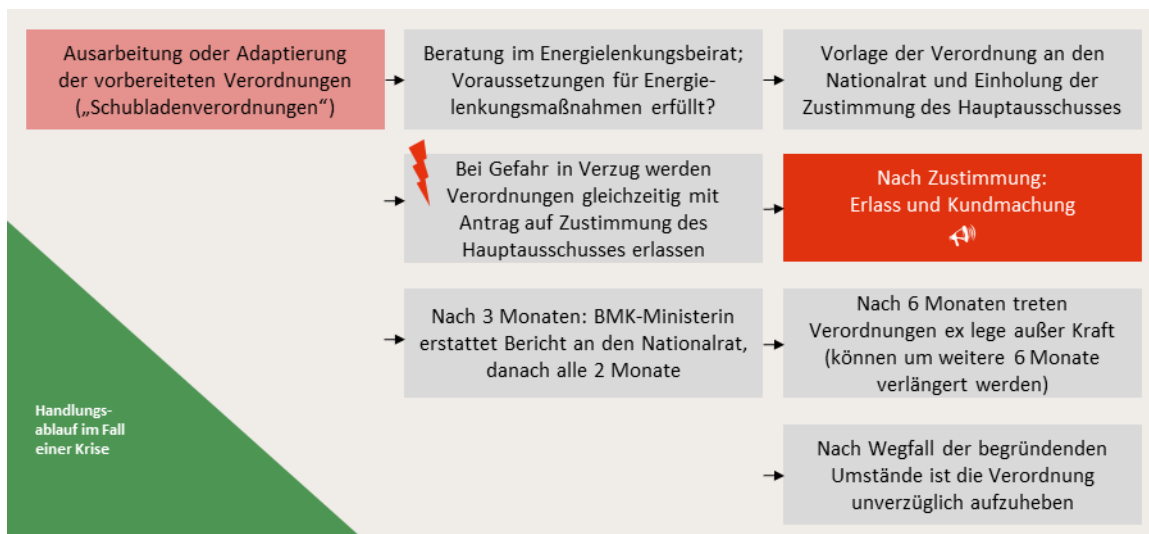 Ausarbeitung oder Adaptierung
der vorbereiteten Verordnungen
(„Schubladenverordnungen“)
Beratung im Energielenkungsbeirat;
Voraussetzungen für Energie-
lenkungsmaßnahmen erfüllt?
Vorlage der Verordnung an den
Nationalrat und Einholung der
Zustimmung des Hauptausschusses
Bei Gefahr in Verzug werden
Verordnungen gleichzeitig mit
Antrag auf Zustimmung des
Hauptausschusses erlassen
Nach Zustimmung:
Erlass und Kundmachung
Nach 3 Monaten: BMK-Ministerin
erstattet Bericht an den Nationalrat,
danach alle 2 Monate
Nach 6 Monaten treten
Verordnungen ex lege außer Kraft
(können um weitere 6 Monate
verlängert werden)
Handlungs-
ablauf im Fall
einer Krise
Nach Wegfall der begründenden
Umstände ist die Verordnung
unverzüglich aufzuheben